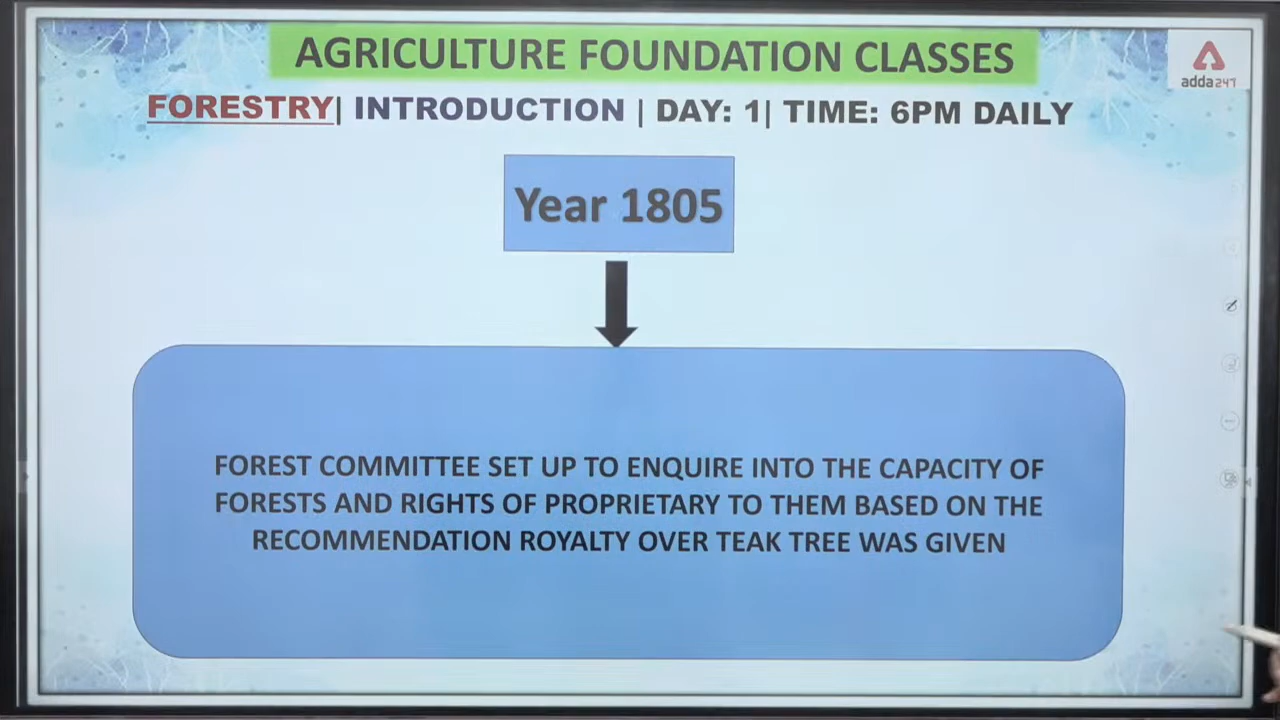 AGRICULTURE FOUNDATION CLASSES
adda247
FORESTRY| INTRODUCTION | DAY: 1| TIME: 6PM DAILY
Year 1805
FOREST COMMITTEE SET UP TO ENQUIRE INTO THE CAPACITY OF
FORESTS AND RIGHTS OF PROPRIETARY TO THEM BASED ON THE
RECOMMENDATION ROYALTY OVER TEAK TREE WAS GIVEN